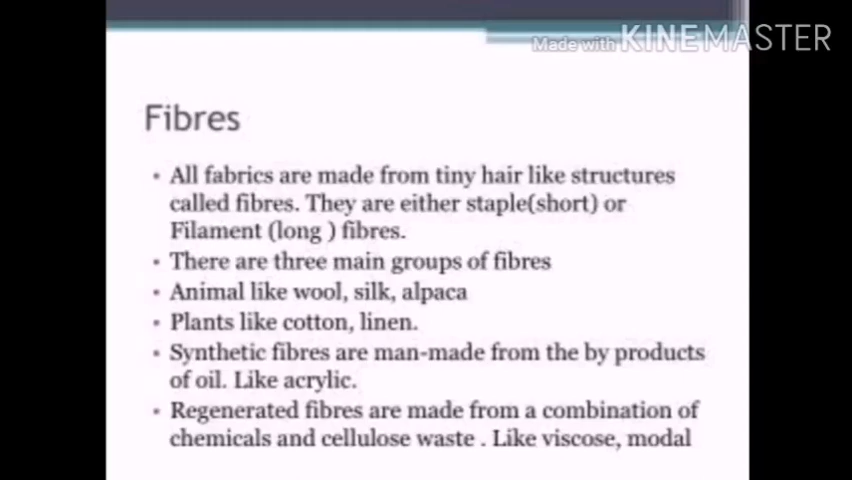 Made with KINEMASTER
Fibres
• All fabrics are made from tiny hair like structures
called fibres. They are either staple(short) or
Filament (long ) fibres.
• There are three main groups of fibres
• Animal like wool, silk, alpaca
• Plants like cotton, linen.
• Synthetic fibres are man-made from the by products
of oil. Like acrylic.
• Regenerated fibres are made from a combination of
chemicals and cellulose waste . Like viscose, modal